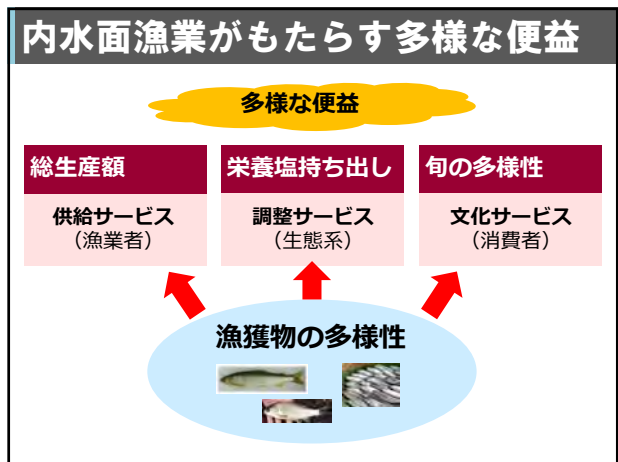 内水面漁業がもたらす多様な便益
多様な便益
総生産額
供給サービス
（漁業者）
栄養塩持ち出し
調整サービス
（生態系）
旬の多様性
文化サービス
（消費者）
漁獲物の多様性